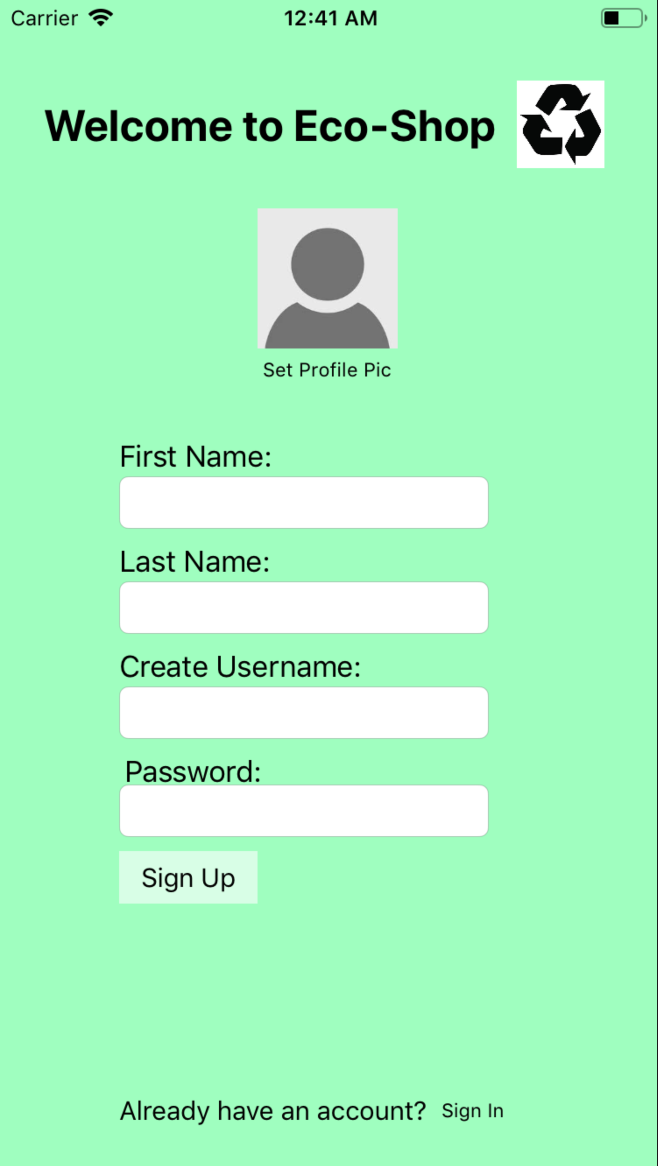 Carrier 12:41 AM
Welcome to Eco-Shop
Set Profile Pic
First Name:
Last Name:
Create Username:
Password:
Sign Up
Already have an account? Sign In